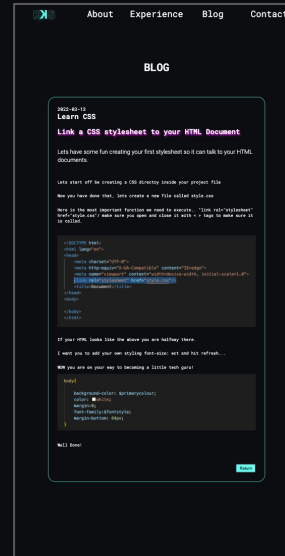 About Experience Blog Contact
BLOG
2022-03-13
Learn CSS
Link a CSS stylesheet to your HTML Document
Lets have some fun creating your first stylesheet so it can talk to your HTML
documents.
Lets start off be creating a CSS directoy inside your project file
Now you have done that, lets create a new file called style.css
Here is the most important function we need to execute.. "link rel="stylesheet"
href="style.css"/ make sure you open and close it with < + > tags to make sure it
is called.
<!DOCTYPE html>
<html lang="en">
<head>
<meta charset="UTF-8">
<meta http-equiv="X-UA-Compatible" content="IE=edge">
<meta name="viewport" content="width=device-width, initial-scale=1.0">
<link rel="stylesheet" href="style.css"/>
<title>Document</title>
</head>
<body>
</body>
</html>
If your HTML looks like the above you are halfway there.
I want you to add your own styling font-size: ect and hit refresh...
NOW you are on your way to becoming a little tech guru!
body{
background-color: $primarycolour;
color: white;
margin:0;
font-family:$fontstyle;
margin-bottom: 64px;
}
Well Done!
Return